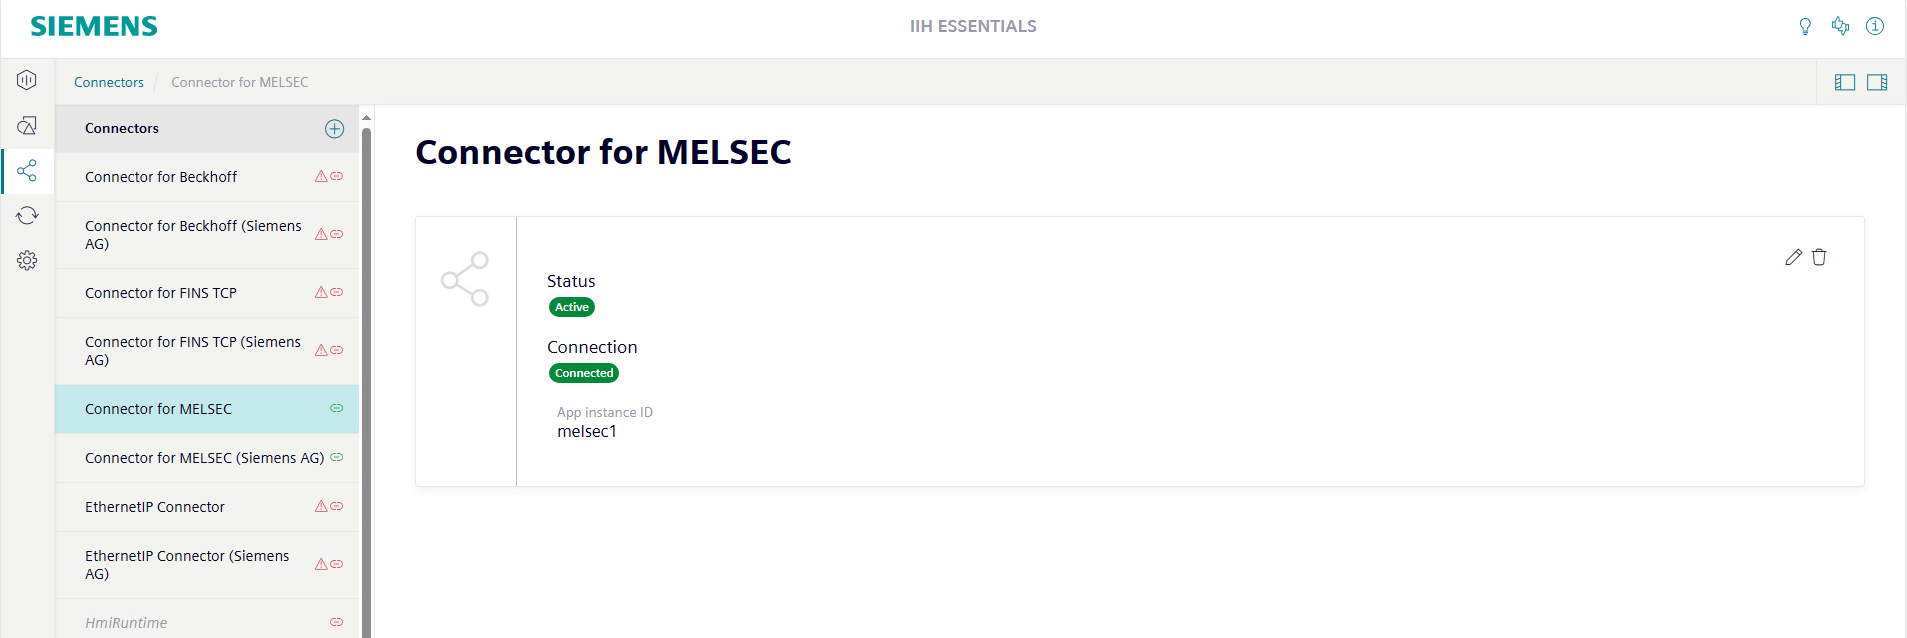 SIEMENS
IIH ESSENTIALS
Connectors
Connector for MELSEC
Connectors
Connector for Beckhoff
Connector for Beckhoff (Siemens
AG)
Connector for FINS TCP
Connector for FINS TCP (Siemens
AG)
Connector for MELSEC
Connector for MELSEC (Siemens AG)
EthernetIP Connector
EthernetIP Connector (Siemens
AG)
HmiRuntime
Connector for MELSEC
Status
Active
Connection
Connected
App instance ID
melsec1